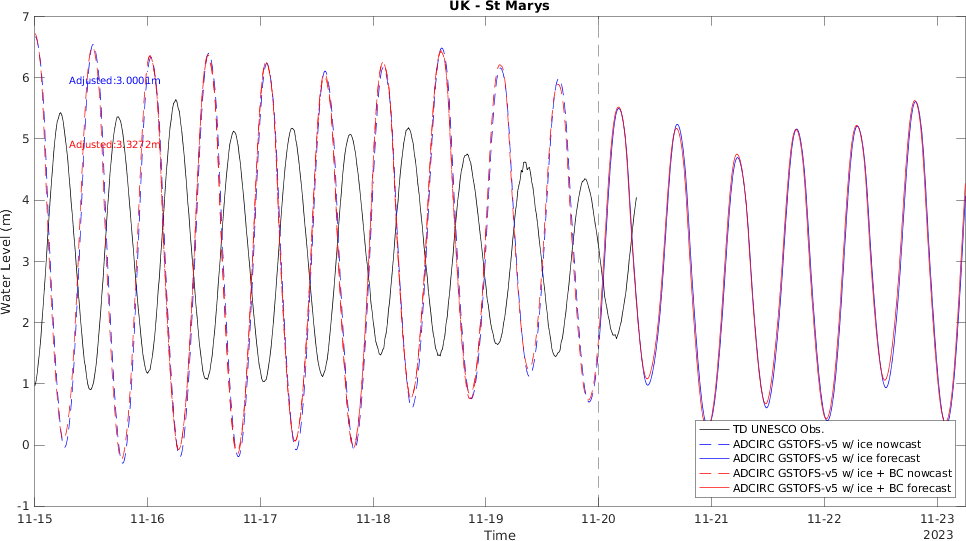 UK - St Marys
7
6
5
4
3
2
1
0
-1
Water Level (m)
Adjusted:3.0001m
Adjusted:3.3272m
TD UNESCO Obs.
ADCIRC GSTOFS-v5 w/ ice nowcast
ADCIRC GSTOFS-v5 w/ ice forecast
ADCIRC GSTOFS-v5 w/ ice + BC nowcast
ADCIRC GSTOFS-v5 w/ ice + BC forecast
11-15 11-16 11-17 11-18 11-19 11-20 11-21 11-22 11-23
Time
2023